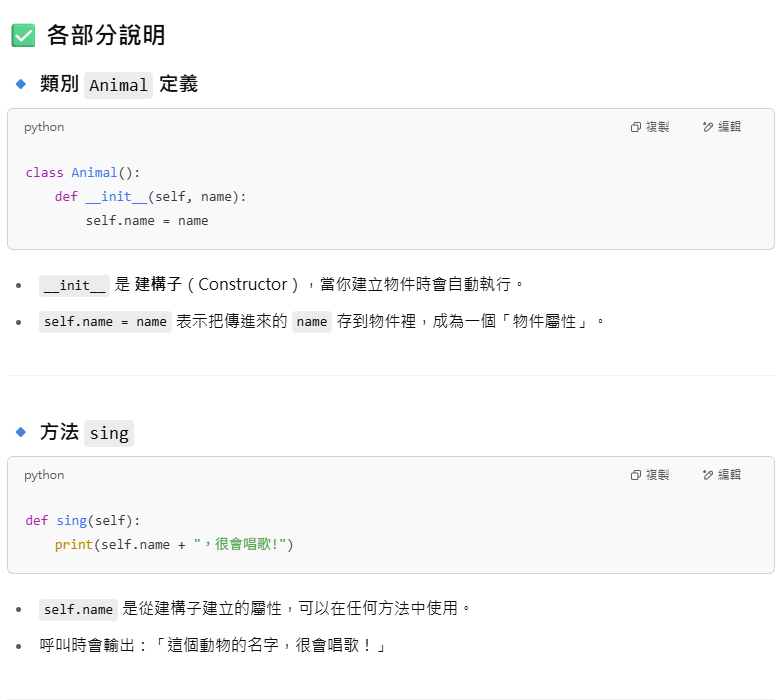 ✅ 各部分說明
🔹 類別 Animal 定義
python 複製 編輯
class Animal():
    def __init__(self, name):
        self.name = name
• __init__ 是 建構子（Constructor），當你建立物件時會自動執行。
• self.name = name 表示把傳進來的 name 存到物件裡，成為一個「物件屬性」。
🔹 方法 sing
python 複製 編輯
def sing(self):
    print(self.name + "，很會唱歌!")
• self.name 是從建構子建立的屬性，可以在任何方法中使用。
• 呼叫時會輸出：「這個動物的名字，很會唱歌！」